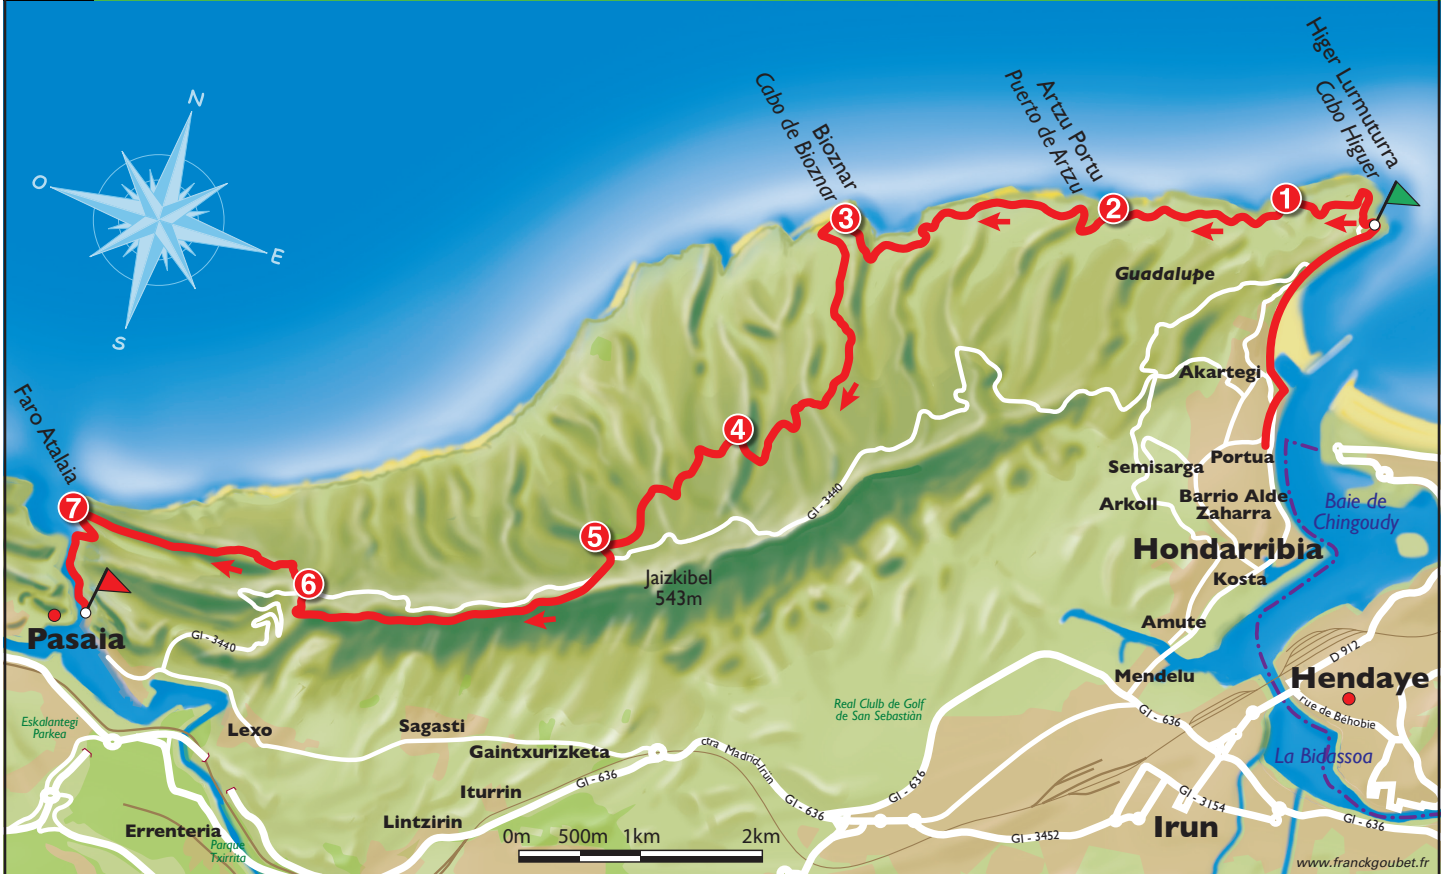 N
O
E
S
Higer Lurmuturra
Cabo Higuer
Artzu Portu
Puerto de Artzu
Bioznar
Cabo de Bioznar
1
2
3
4
5
6
7
Guadalupe
Akartegi
Faro Atalaia
Semisarga
Portua
Arkoll
Barrio Alde
Zaharra
Baie de
Chingoudy
GI-3440
Hondarribia
Kosta
Jaizkibel
543m
Amute
Pasaia
GI - 3440
Mendelu
D 912
Hendaye
rue de Béhobie
Real Clulb de Golf
de San Sebastiàn
GI - 636
Eskalantegi
Parkea
Lexo
Sagasti
Gaintxurizketa
ctra Madrid-Irun
La Bidassoa
GI - 636
Iturrin
GI - 636
GI - 636
GI - 3154
Lintzirin
Errenteria
Parque
Txirrita
0m 500m 1km 2km
GI - 3452
Irun
GI - 636
www.franckgoubet.fr